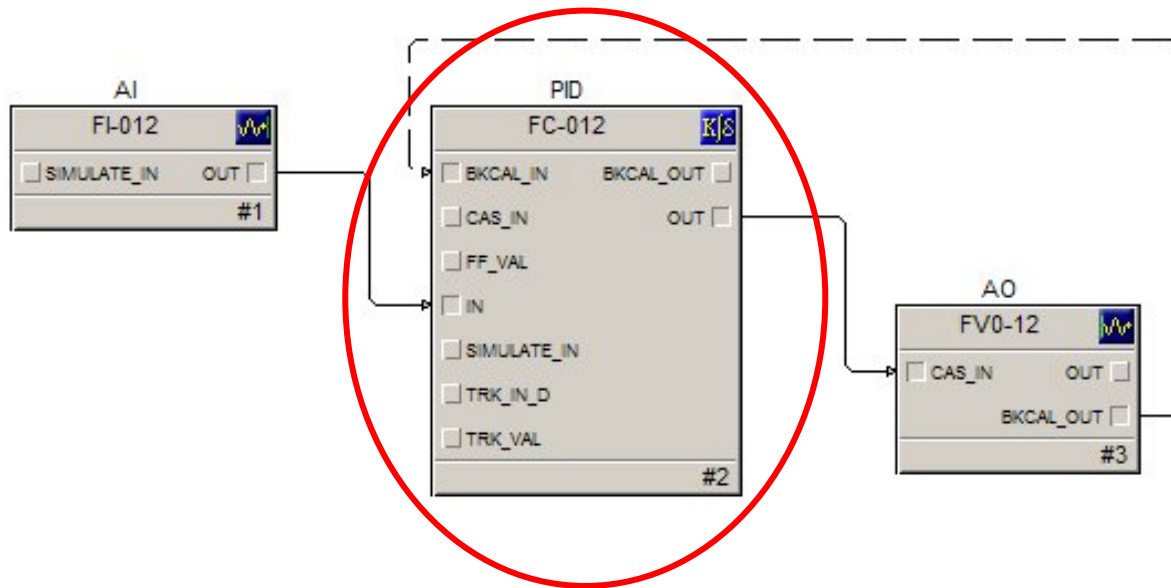 AI
FI-012
SIMULATE_IN OUT
#1
PID
FC-012 K∫S
BKCAL_IN BKCAL_OUT
CAS_IN OUT
FF_VAL
IN
SIMULATE_IN
TRK_IN_D
TRK_VAL
#2
AO
FV0-12
CAS_IN OUT
BKCAL_OUT
#3